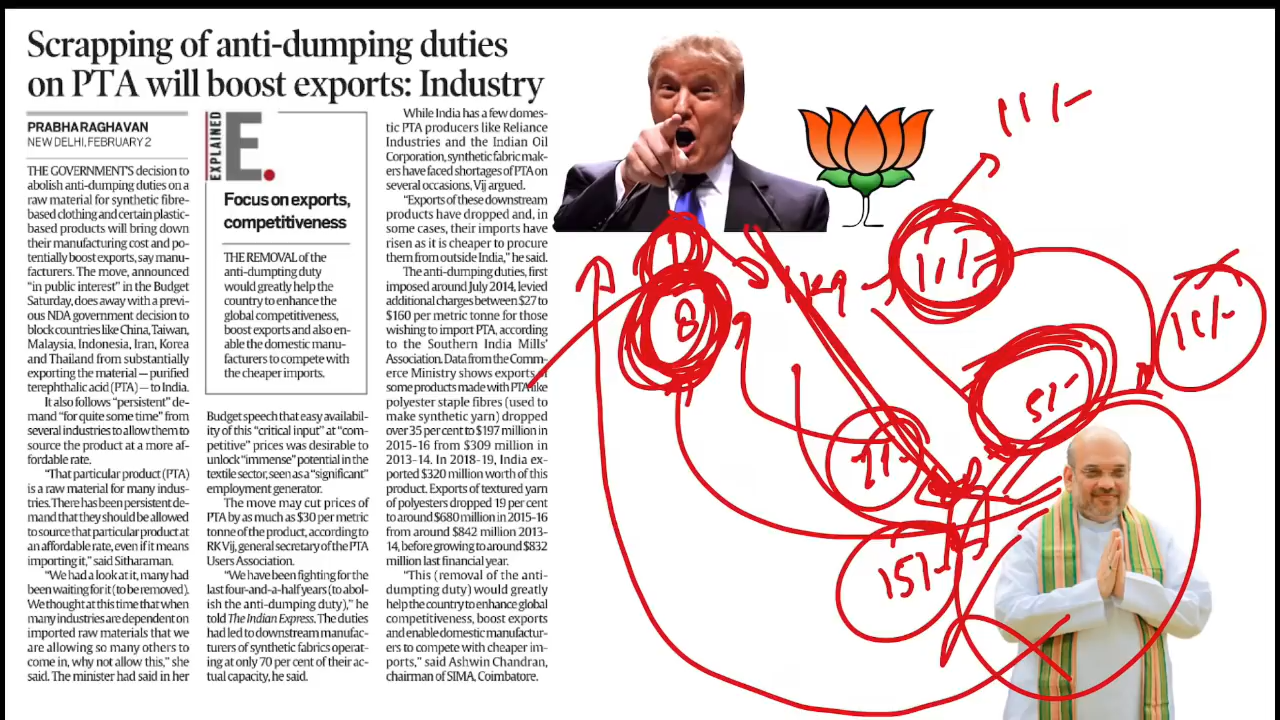 Scrapping of anti-dumping duties
on PTA will boost exports: Industry
PRABHA RAGHAVAN
NEW DELHI, FEBRUARY 2
THE GOVERNMENT'S decision to
abolish anti-dumping duties on a
raw material for synthetic fibre-
based clothing and certain plastic-
based products will bring down
their manufacturing cost and po-
tentially boost exports, say manu-
facturers. The move, announced
"in public interest" in the Budget
Saturday, does away with a previ-
ous NDA government decision to
block countries like China, Taiwan,
Malaysia, Indonesia, Iran, Korea
and Thailand from substantially
exporting the material — purified
terephthalic acid (PTA) — to India.
It also follows "persistent" de-
mand "for quite some time" from
several industries to allow them to
source the product at a more af-
fordable rate.
"That particular product (PTA)
is a raw material for many indus-
tries. There has been persistent de-
mand that they should be allowed
to source that particular product at
an affordable rate, even if it means
importing it," said Sitharaman.
"We had a look at it, many had
been waiting for it (to be removed).
We thought at this time that when
many industries are dependent on
imported raw materials that we
are allowing so many others to
come in, why not allow this," she
said. The minister had said in her
EXPLAINED
E.
Focus on exports,
competitiveness
THE REMOVAL of the
anti-dumpting duty
would greatly help the
country to enhance the
global competitiveness,
boost exports and also en-
able the domestic manu-
facturers to compete with
the cheaper imports.
Budget speech that easy availabil-
ity of this "critical input" at "com-
petitive" prices was desirable to
unlock "immense" potential in the
textile sector, seen as a "significant"
employment generator.
The move may cut prices of
PTA by as much as $30 per metric
tonne of the product, according to
RK Vij, general secretary of the PTA
Users Association.
"We have been fighting for the
last four-and-a-half years (to abol-
ish the anti-dumping duty)," he
told The Indian Express. The duties
had led to downstream manufac-
turers of synthetic fabrics operat-
ing at only 70 per cent of their ac-
tual capacity, he said.
While India has a few domes-
tic PTA producers like Reliance
Industries and the Indian Oil
Corporation, synthetic fabric mak-
ers have faced shortages of PTA on
several occasions, Vij argued.
"Exports of these downstream
products have dropped and, in
some cases, their imports have
risen as it is cheaper to procure
them from outside India," he said.
The anti-dumping duties, first
imposed around July 2014, levied
additional charges between $27 to
$160 per metric tonne for those
wishing to import PTA, according
to the Southern India Mills'
Association. Data from the Comm-
erce Ministry shows exports of
some products made with PTA like
polyester staple fibres (used to
make synthetic yarn) dropped
over 35 per cent to $197 million in
2015-16 from $309 million in
2013-14. In 2018-19, India ex-
ported $320 million worth of this
product. Exports of textured yarn
of polyesters dropped 19 per cent
to around $680 million in 2015-16
from around $842 million 2013-
14, before growing to around $832
million last financial year.
"This (removal of the anti-
dumping duty) would greatly
help the country to enhance global
competitiveness, boost exports
and enable domestic manufactur-
ers to compete with cheaper im-
ports," said Ashwin Chandran,
chairman of SIMA, Coimbatore.
11/-
1kg
11/-
11/-
8
5/-
15/-